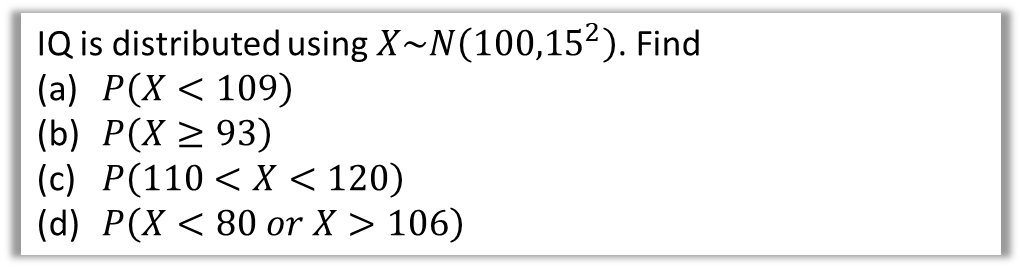 IQ is distributed using X~N(100,15²). Find
(a) P(X < 109)
(b) P(X ≥ 93)
(c) P(110 < X < 120)
(d) P(X < 80 or X > 106)